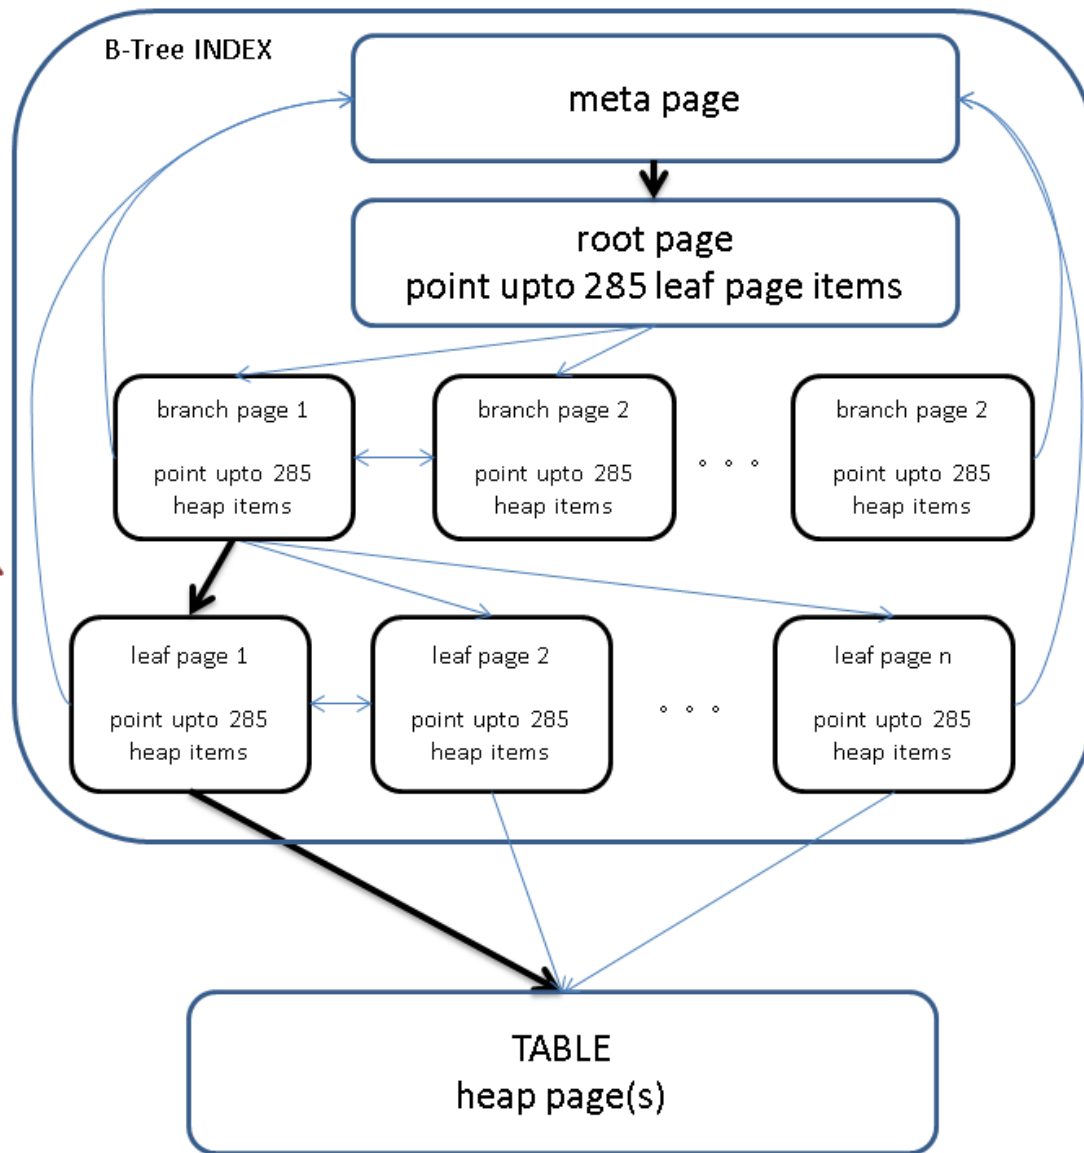 B-Tree INDEX
meta page
root page
point upto 285 leaf page items
branch page 1
point upto 285
heap items
branch page 2
point upto 285
heap items
branch page 2
point upto 285
heap items
leaf page 1
point upto 285
heap items
leaf page 2
point upto 285
heap items
leaf page n
point upto 285
heap items
TABLE
heap page(s)